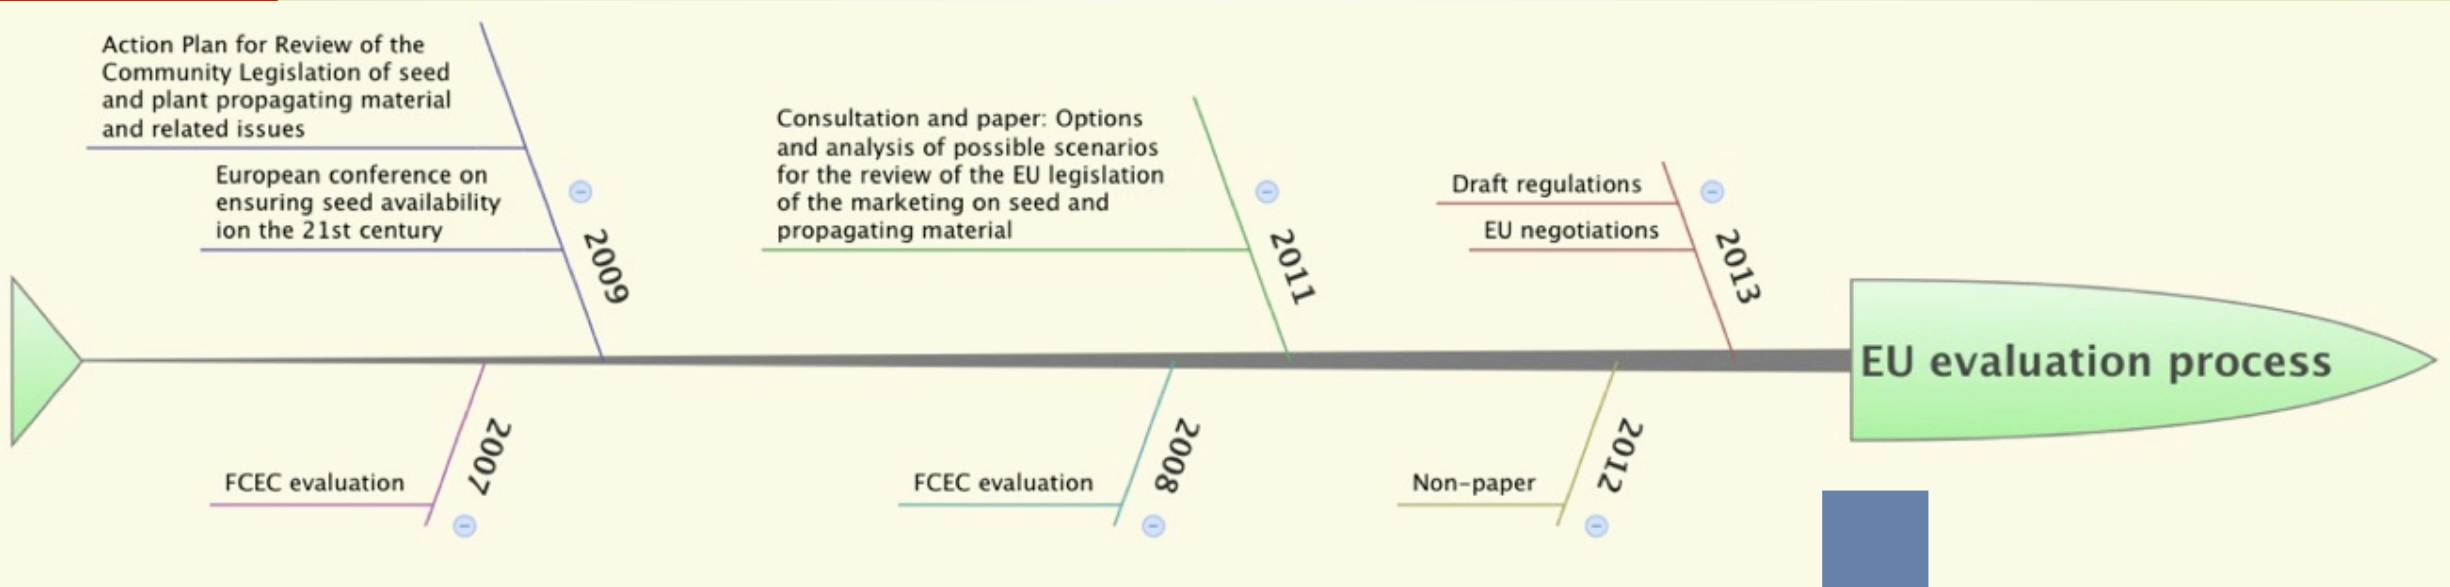 Action Plan for Review of the
Community Legislation of seed
and plant propagating material
and related issues
European conference on
ensuring seed availability
ion the 21st century
2009
Consultation and paper: Options
and analysis of possible scenarios
for the review of the EU legislation
of the marketing on seed and
propagating material
2011
Draft regulations
EU negotiations
2013
EU evaluation process
FCEC evaluation
2007
FCEC evaluation
2008
Non-paper
2012